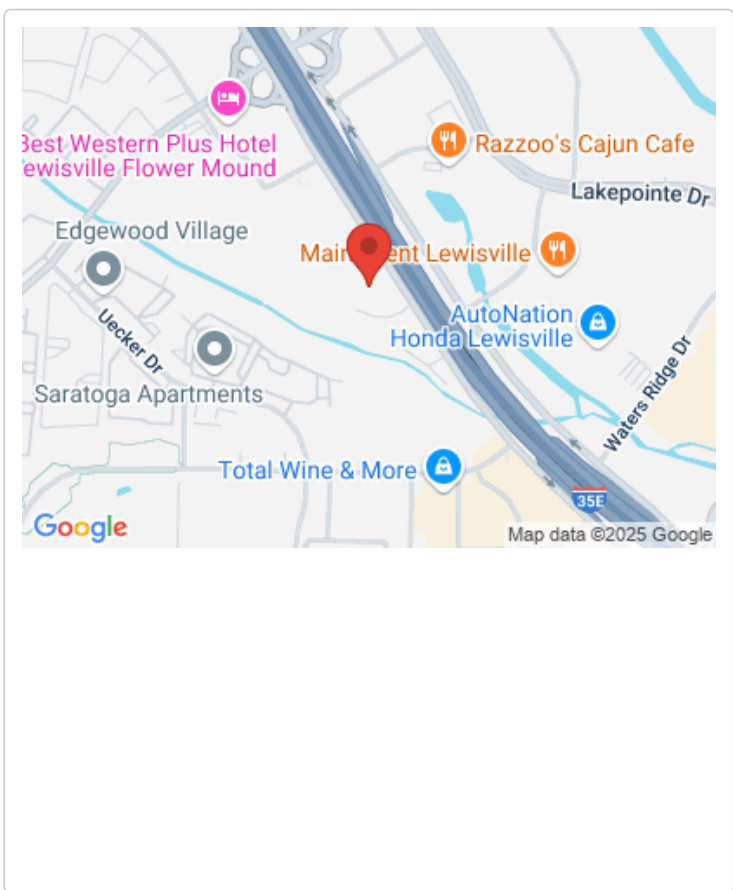 Best Western Plus Hotel
ewisville Flower Mound
Razzoo's Cajun Cafe
Lakepointe Dr
Edgewood Village
Lewisville
AutoNation
Honda Lewisville
Uecker Dr
Saratoga Apartments
Waters Ridge Dr
Total Wine & More
35E
Google
Map data ©2025 Google